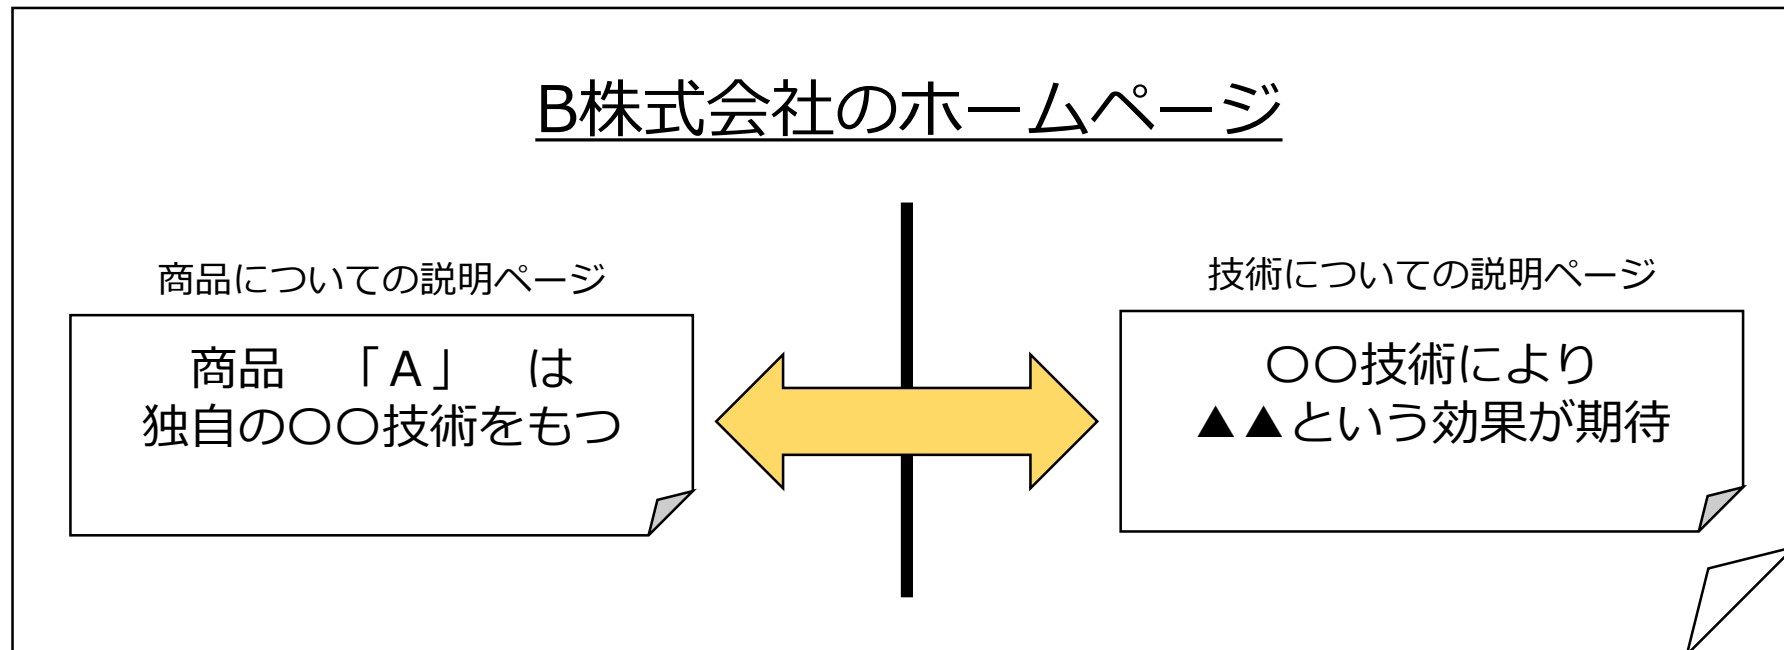 B株式会社のホームページ
商品についての説明ページ
商品　「A」　は
独自の〇〇技術をもつ
技術についての説明ページ
〇〇技術により
▲▲という効果が期待